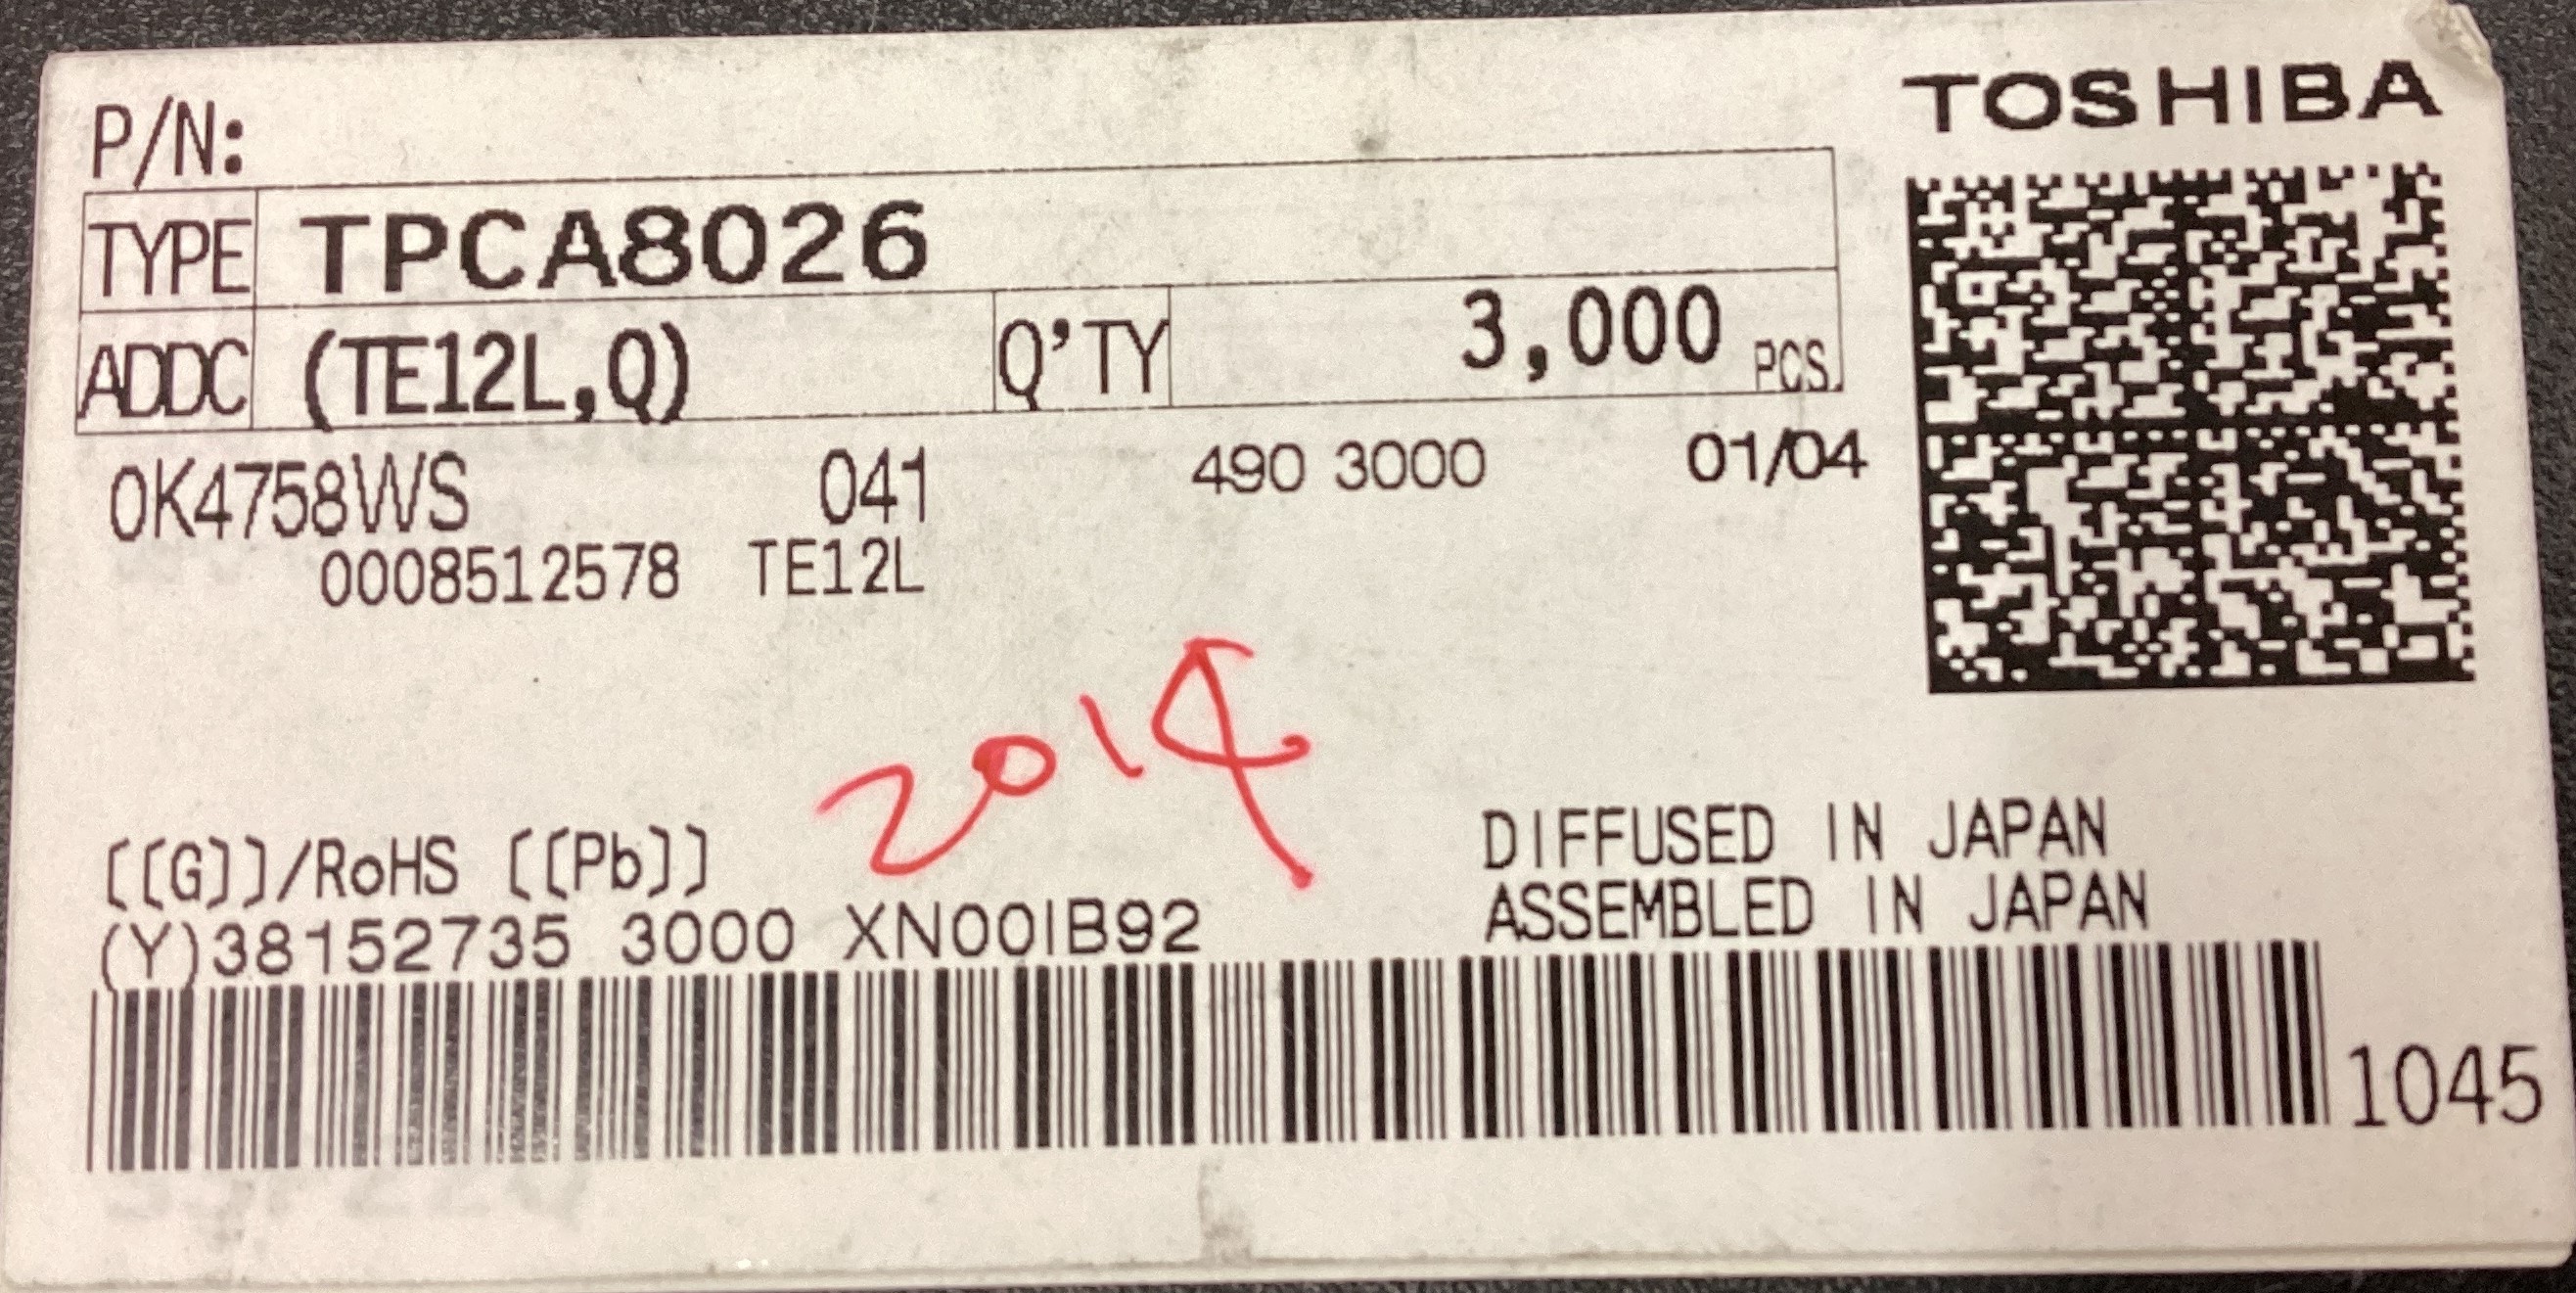 P/N:
TOSHIBA
TYPE TPCA8026
ADDC (TE12L,Q) Q'TY 3,000 PCS.
0K4758WS 041 490 3000 01/04
0008512578 TE12L
2014
[[G]]/RoHS [[Pb]]
DIFFUSED IN JAPAN
(Y)38152735 3000 XN00IB92
ASSEMBLED IN JAPAN
1045